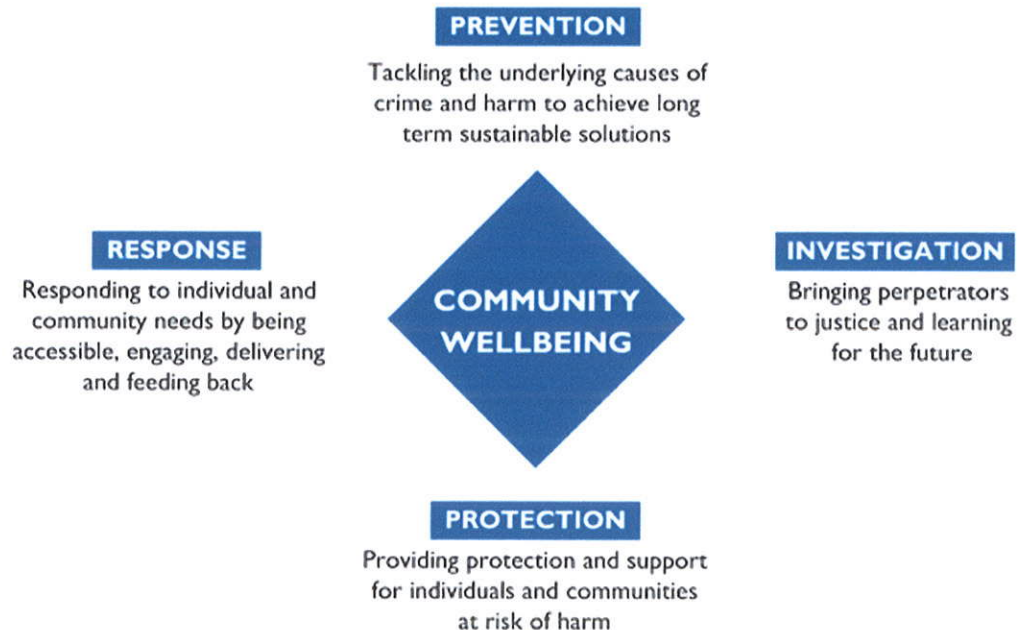 PREVENTION
Tackling the underlying causes of
crime and harm to achieve long
term sustainable solutions
RESPONSE
Responding to individual and
community needs by being
accessible, engaging, delivering
and feeding back
COMMUNITY
WELLBEING
INVESTIGATION
Bringing perpetrators
to justice and learning
for the future
PROTECTION
Providing protection and support
for individuals and communities
at risk of harm